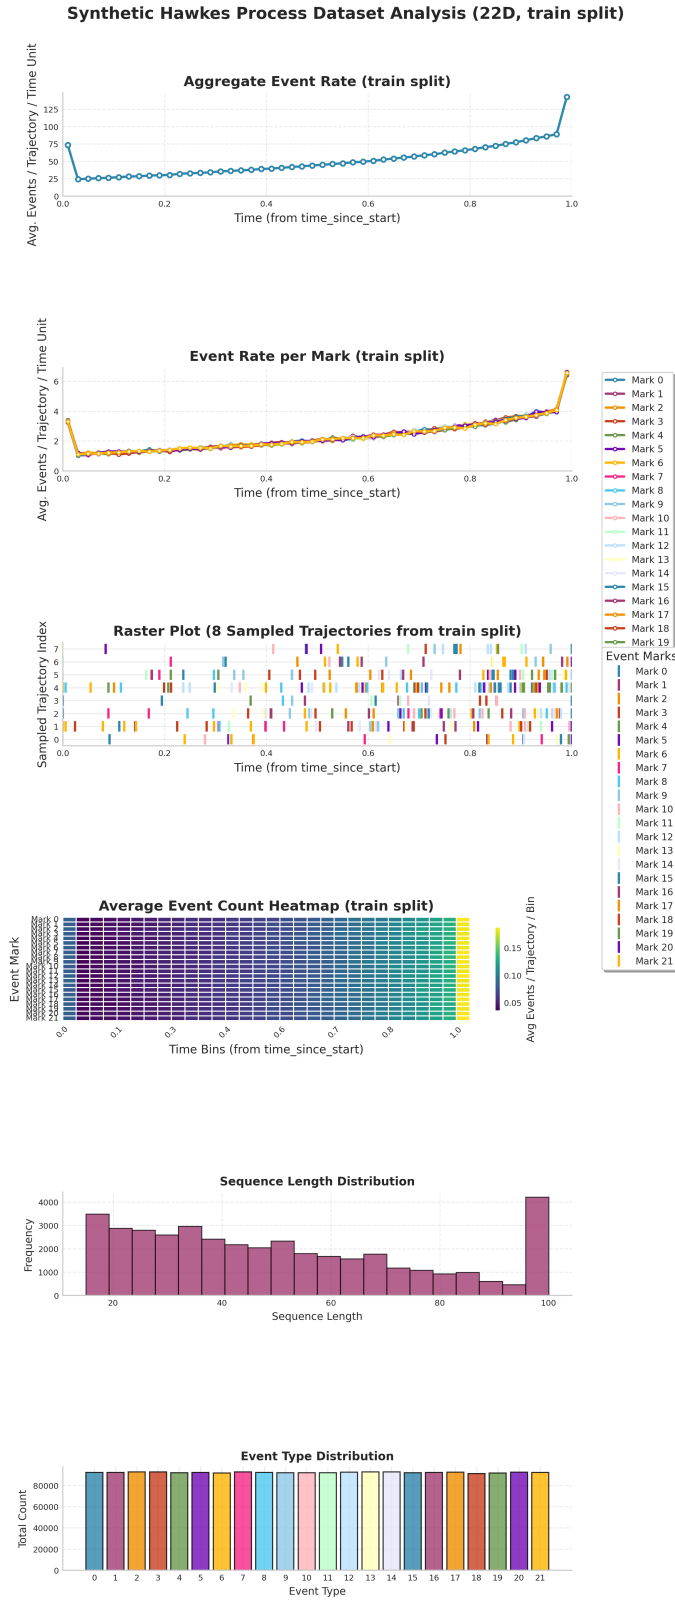 Synthetic Hawkes Process Dataset Analysis (22D, train split)
Aggregate Event Rate (train split)
Avg. Events / Trajectory / Time Unit
125
100
75
50
25
0
0.0 0.2 0.4 0.6 0.8 1.0
Time (from time_since_start)
Event Rate per Mark (train split)
Avg. Events / Trajectory / Time Unit
6
4
2
0
0.0 0.2 0.4 0.6 0.8 1.0
Time (from time_since_start)
Mark 0
Mark 1
Mark 2
Mark 3
Mark 4
Mark 5
Mark 6
Mark 7
Mark 8
Mark 9
Mark 10
Mark 11
Mark 12
Mark 13
Mark 14
Mark 15
Mark 16
Mark 17
Mark 18
Mark 19
Raster Plot (8 Sampled Trajectories from train split)
Sampled Trajectory Index
7
6
5
4
3
2
1
0
0.0 0.2 0.4 0.6 0.8 1.0
Time (from time_since_start)
Event Marks
Mark 0
Mark 1
Mark 2
Mark 3
Mark 4
Mark 5
Mark 6
Mark 7
Mark 8
Mark 9
Mark 10
Mark 11
Mark 12
Mark 13
Mark 14
Mark 15
Mark 16
Mark 17
Mark 18
Mark 19
Mark 20
Mark 21
Average Event Count Heatmap (train split)
Event Mark
Mark 0
Mark 21
0.0 0.1 0.3 0.4 0.6 0.7 0.8 1.0
Time Bins (from time_since_start)
0.15
0.10
0.05
Avg Events / Trajectory / Bin
Sequence Length Distribution
Frequency
4000
3000
2000
1000
0
20 40 60 80 100
Sequence Length
Event Type Distribution
Total Count
80000
60000
40000
20000
0
0 1 2 3 4 5 6 7 8 9 10 11 12 13 14 15 16 17 18 19 20 21
Event Type